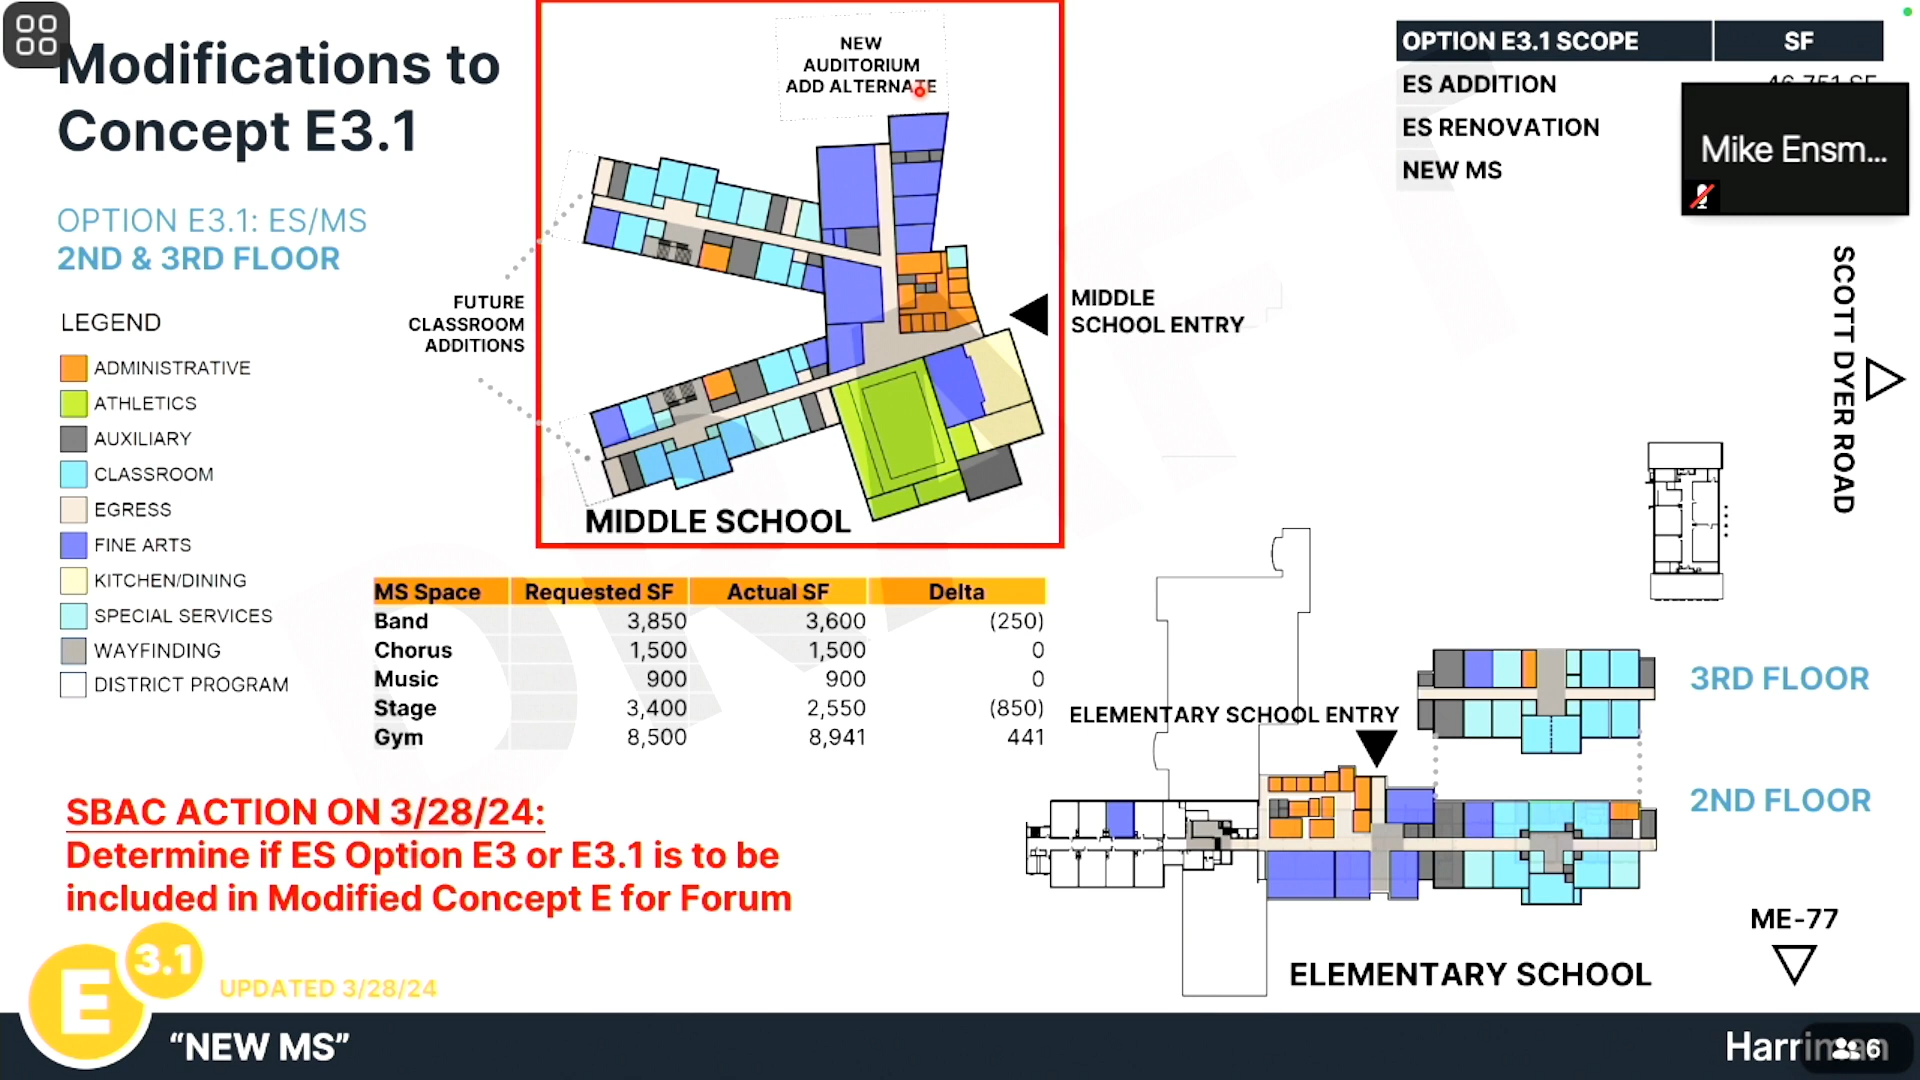 Modifications to
Concept E3.1
OPTION E3.1: ES/MS
2ND & 3RD FLOOR
LEGEND
ADMINISTRATIVE
ATHLETICS
AUXILIARY
CLASSROOM
EGRESS
FINE ARTS
KITCHEN/DINING
SPECIAL SERVICES
WAYFINDING
DISTRICT PROGRAM
NEW
AUDITORIUM
ADD ALTERNATE
FUTURE
CLASSROOM
ADDITIONS
MIDDLE
SCHOOL ENTRY
MIDDLE SCHOOL
OPTION E3.1 SCOPE SF
ES ADDITION 46,751 SF
ES RENOVATION
NEW MS
Mike Ensm...
SCOTT DYER ROAD
MS Space Requested SF Actual SF Delta
Band 3,850 3,600 (250)
Chorus 1,500 1,500 0
Music 900 900 0
Stage 3,400 2,550 (850)
Gym 8,500 8,941 441
ELEMENTARY SCHOOL ENTRY
3RD FLOOR
2ND FLOOR
ME-77
ELEMENTARY SCHOOL
SBAC ACTION ON 3/28/24:
Determine if ES Option E3 or E3.1 is to be
included in Modified Concept E for Forum
E 3.1
UPDATED 3/28/24
"NEW MS"
Harriman
6
DRAFT